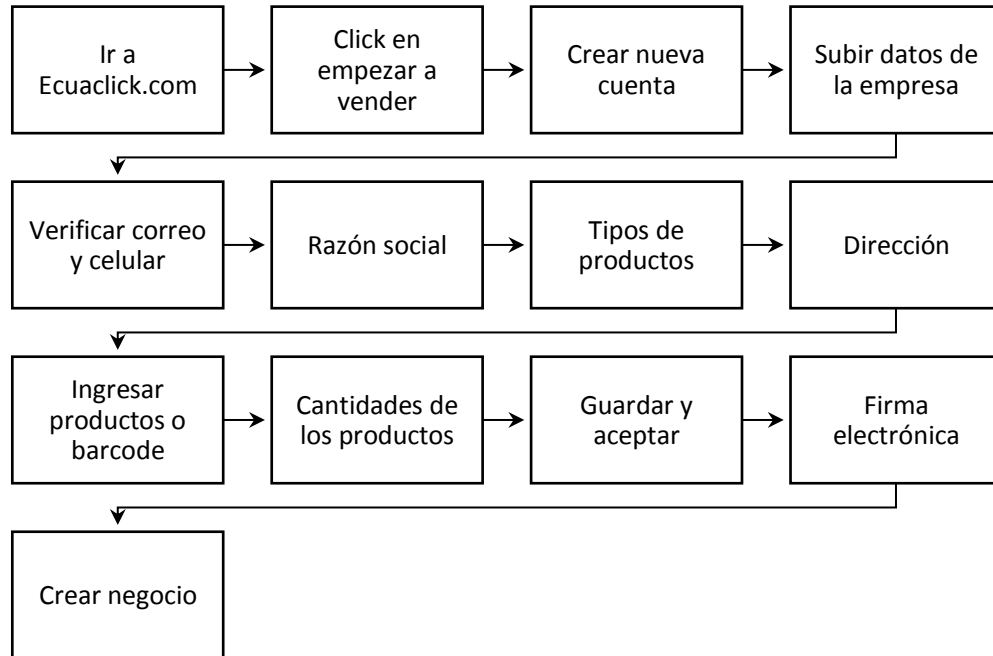 Ir a
Ecuaclick.com
Click en
empezar a
vender
Crear nueva
cuenta
Subir datos de
la empresa
Verificar correo
y celular
Razón social
Tipos de
productos
Dirección
Ingresar
productos o
barcode
Cantidades de
los productos
Guardar y
aceptar
Firma
electrónica
Crear negocio